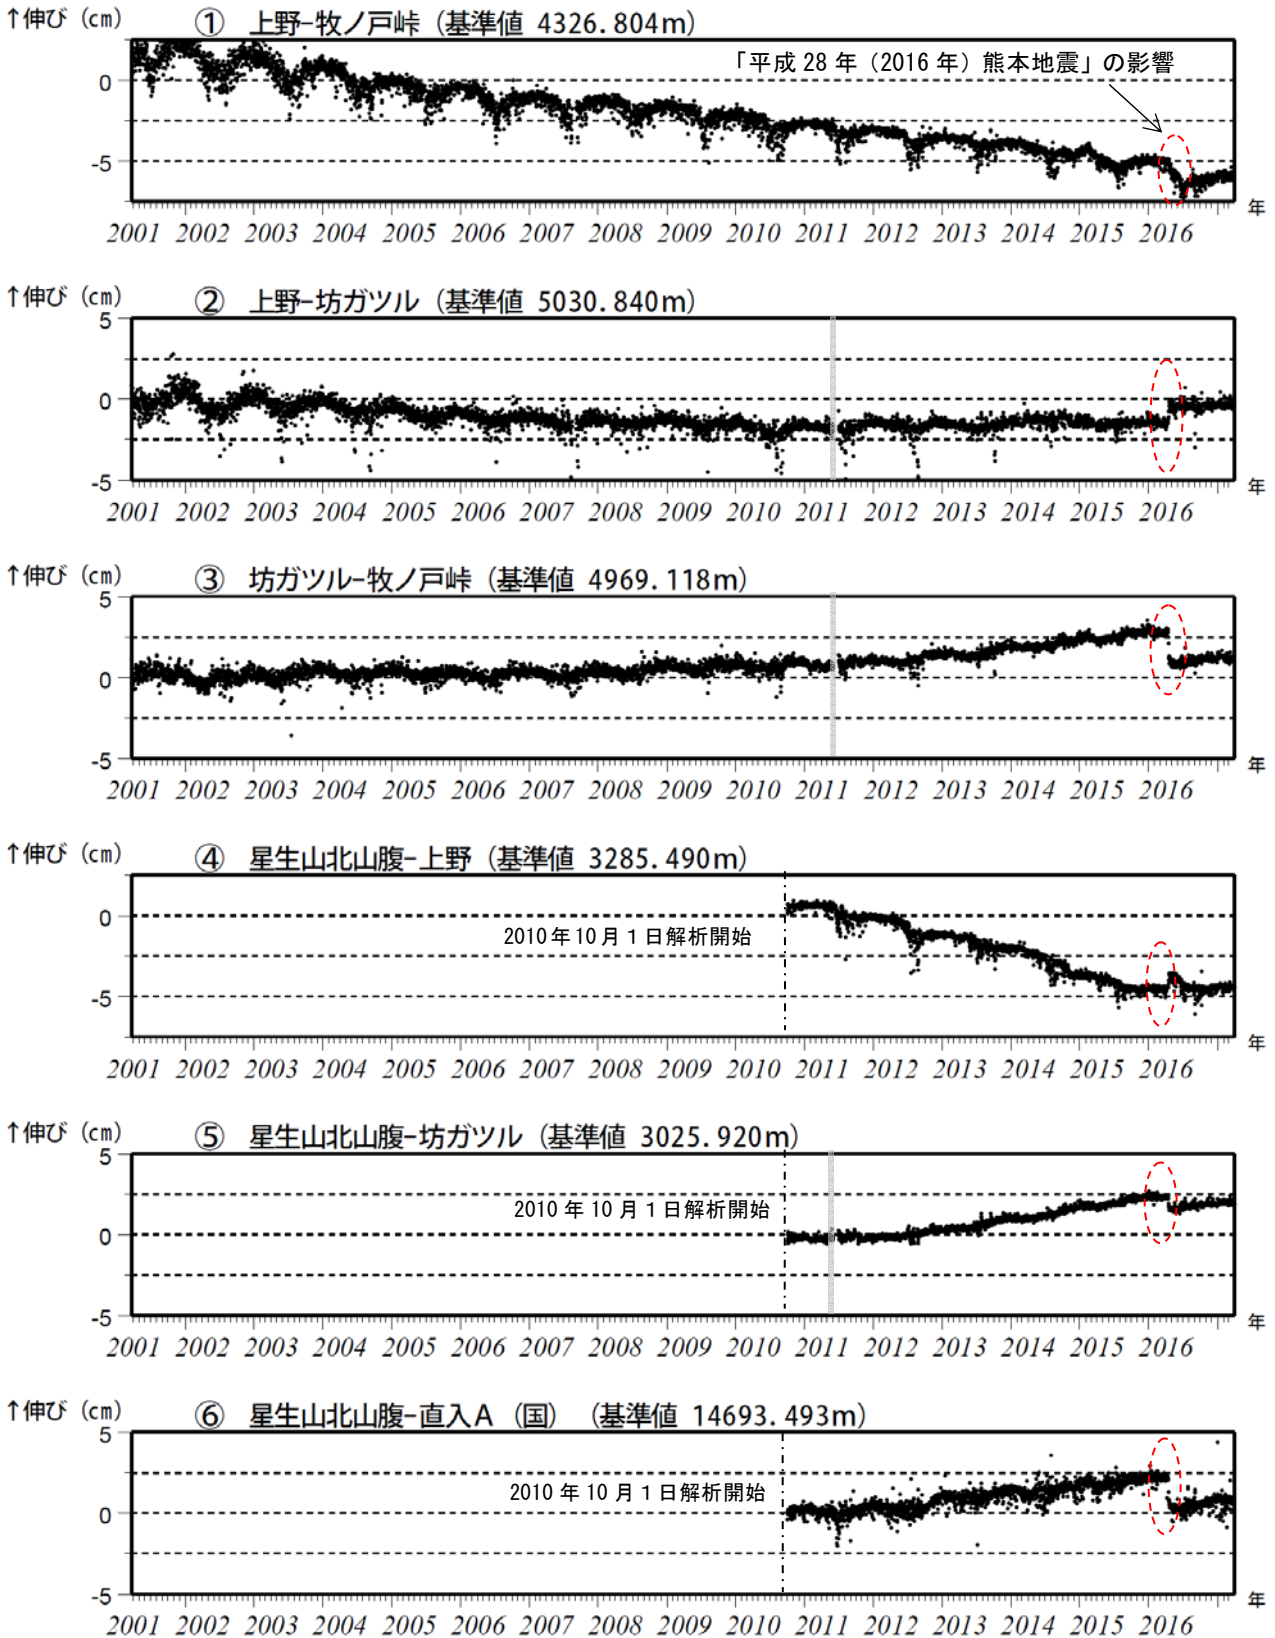 ↑伸び（cm） ① 上野−牧ノ戸峠（基準値 4326.804m）
「平成 28 年（2016 年）熊本地震」の影響
0
-5
年
2001 2002 2003 2004 2005 2006 2007 2008 2009 2010 2011 2012 2013 2014 2015 2016
↑伸び（cm） ② 上野−坊ガツル（基準値 5030.840m）
5
0
-5
年
2001 2002 2003 2004 2005 2006 2007 2008 2009 2010 2011 2012 2013 2014 2015 2016
↑伸び（cm） ③ 坊ガツル−牧ノ戸峠（基準値 4969.118m）
5
0
-5
年
2001 2002 2003 2004 2005 2006 2007 2008 2009 2010 2011 2012 2013 2014 2015 2016
↑伸び（cm） ④ 星生山北山腹−上野（基準値 3285.490m）
0
2010 年 10 月 1 日解析開始
-5
年
2001 2002 2003 2004 2005 2006 2007 2008 2009 2010 2011 2012 2013 2014 2015 2016
↑伸び（cm） ⑤ 星生山北山腹−坊ガツル（基準値 3025.920m）
5
2010 年 10 月 1 日解析開始
0
-5
年
2001 2002 2003 2004 2005 2006 2007 2008 2009 2010 2011 2012 2013 2014 2015 2016
↑伸び（cm） ⑥ 星生山北山腹−直入Ａ（国）（基準値 14693.493m）
5
2010 年 10 月 1 日解析開始
0
-5
年
2001 2002 2003 2004 2005 2006 2007 2008 2009 2010 2011 2012 2013 2014 2015 2016